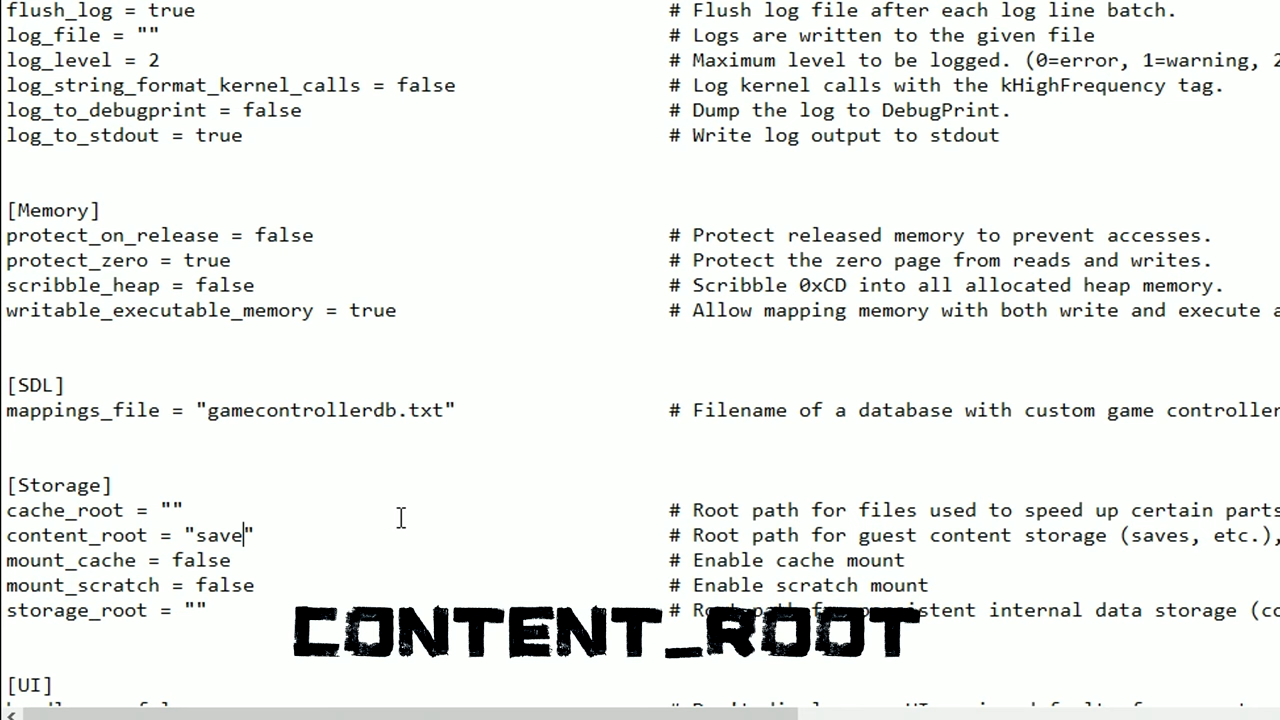 flush_log = true # Flush log file after each log line batch.
log_file = "" # Logs are written to the given file
log_level = 2 # Maximum level to be logged. (0=error, 1=warning, 2
log_string_format_kernel_calls = false # Log kernel calls with the kHighFrequency tag.
log_to_debugprint = false # Dump the log to DebugPrint.
log_to_stdout = true # Write log output to stdout
[Memory]
protect_on_release = false # Protect released memory to prevent accesses.
protect_zero = true # Protect the zero page from reads and writes.
scribble_heap = false # Scribble 0xCD into all allocated heap memory.
writable_executable_memory = true # Allow mapping memory with both write and execute a
[SDL]
mappings_file = "gamecontrollerdb.txt" # Filename of a database with custom game controller
[Storage]
cache_root = "" # Root path for files used to speed up certain parts
content_root = "save" # Root path for guest content storage (saves, etc.),
mount_cache = false # Enable cache mount
mount_scratch = false # Enable scratch mount
storage_root = "" # internal data storage (co
CONTENT_ROOT
[UI]